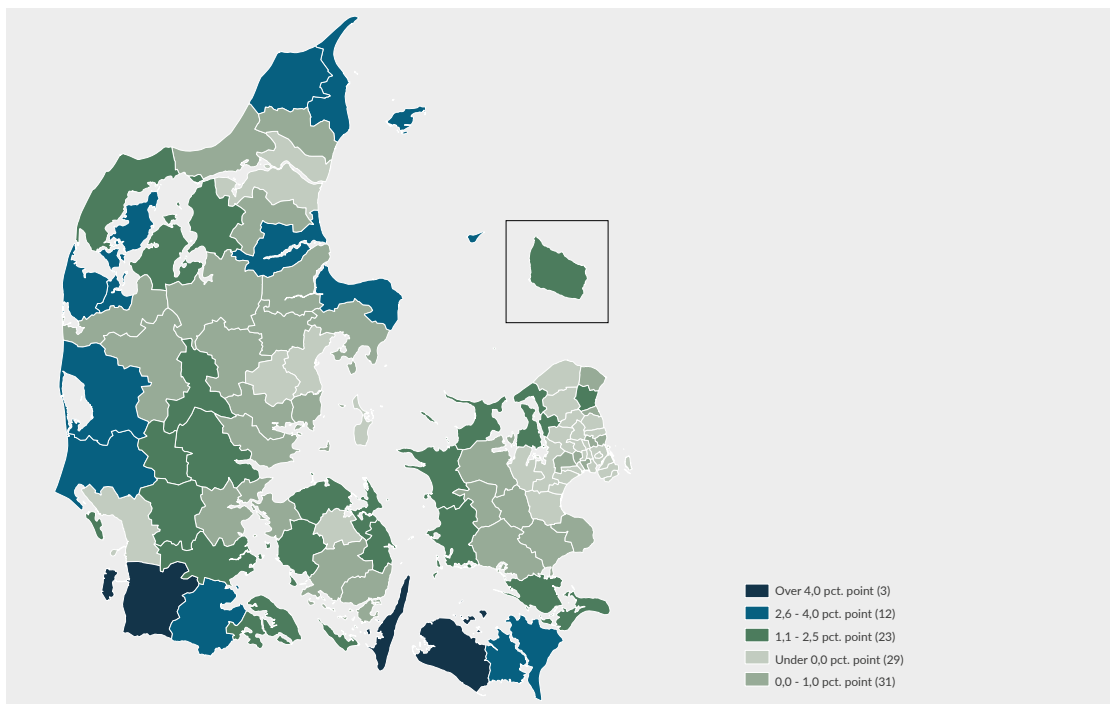 Over 4,0 pct. point (3)
2,6 - 4,0 pct. point (12)
1,1 - 2,5 pct. point (23)
Under 0,0 pct. point (29)
0,0 - 1,0 pct. point (31)